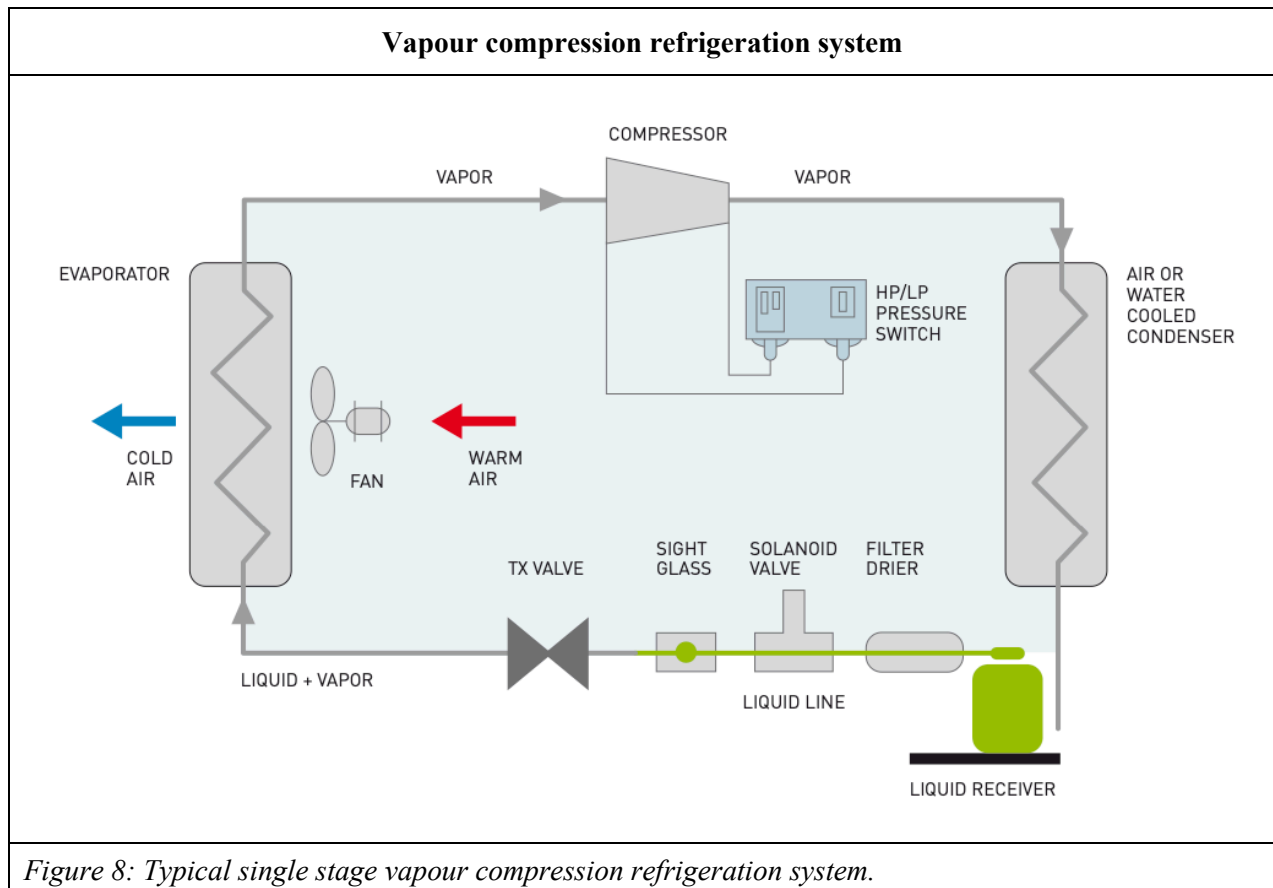 Vapour compression refrigeration system
COMPRESSOR
VAPOR
VAPOR
EVAPORATOR
HP/LP
PRESSURE
SWITCH
AIR OR
WATER
COOLED
CONDENSER
COLD
AIR
FAN
WARM
AIR
TX VALVE
SIGHT
GLASS
SOLANOID
VALVE
FILTER
DRIER
LIQUID + VAPOR
LIQUID LINE
LIQUID RECEIVER
Figure 8: Typical single stage vapour compression refrigeration system.